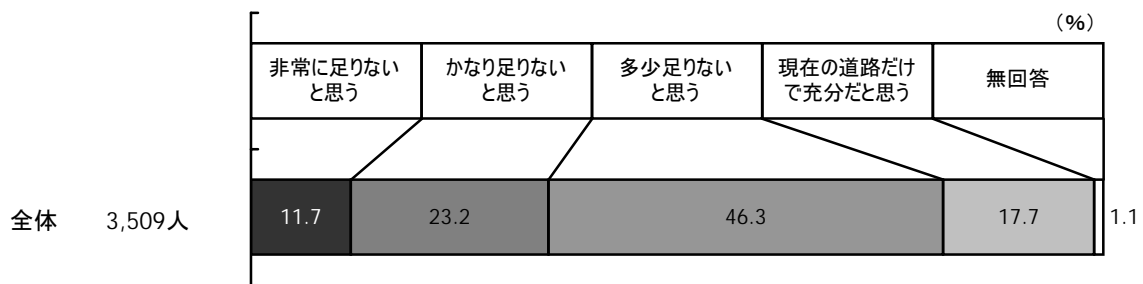 （%）
非常に足りない
と思う
かなり足りない
と思う
多少足りない
と思う
現在の道路だけ
で充分だと思う
無回答
全体 3,509人 11.7 23.2 46.3 17.7 1.1